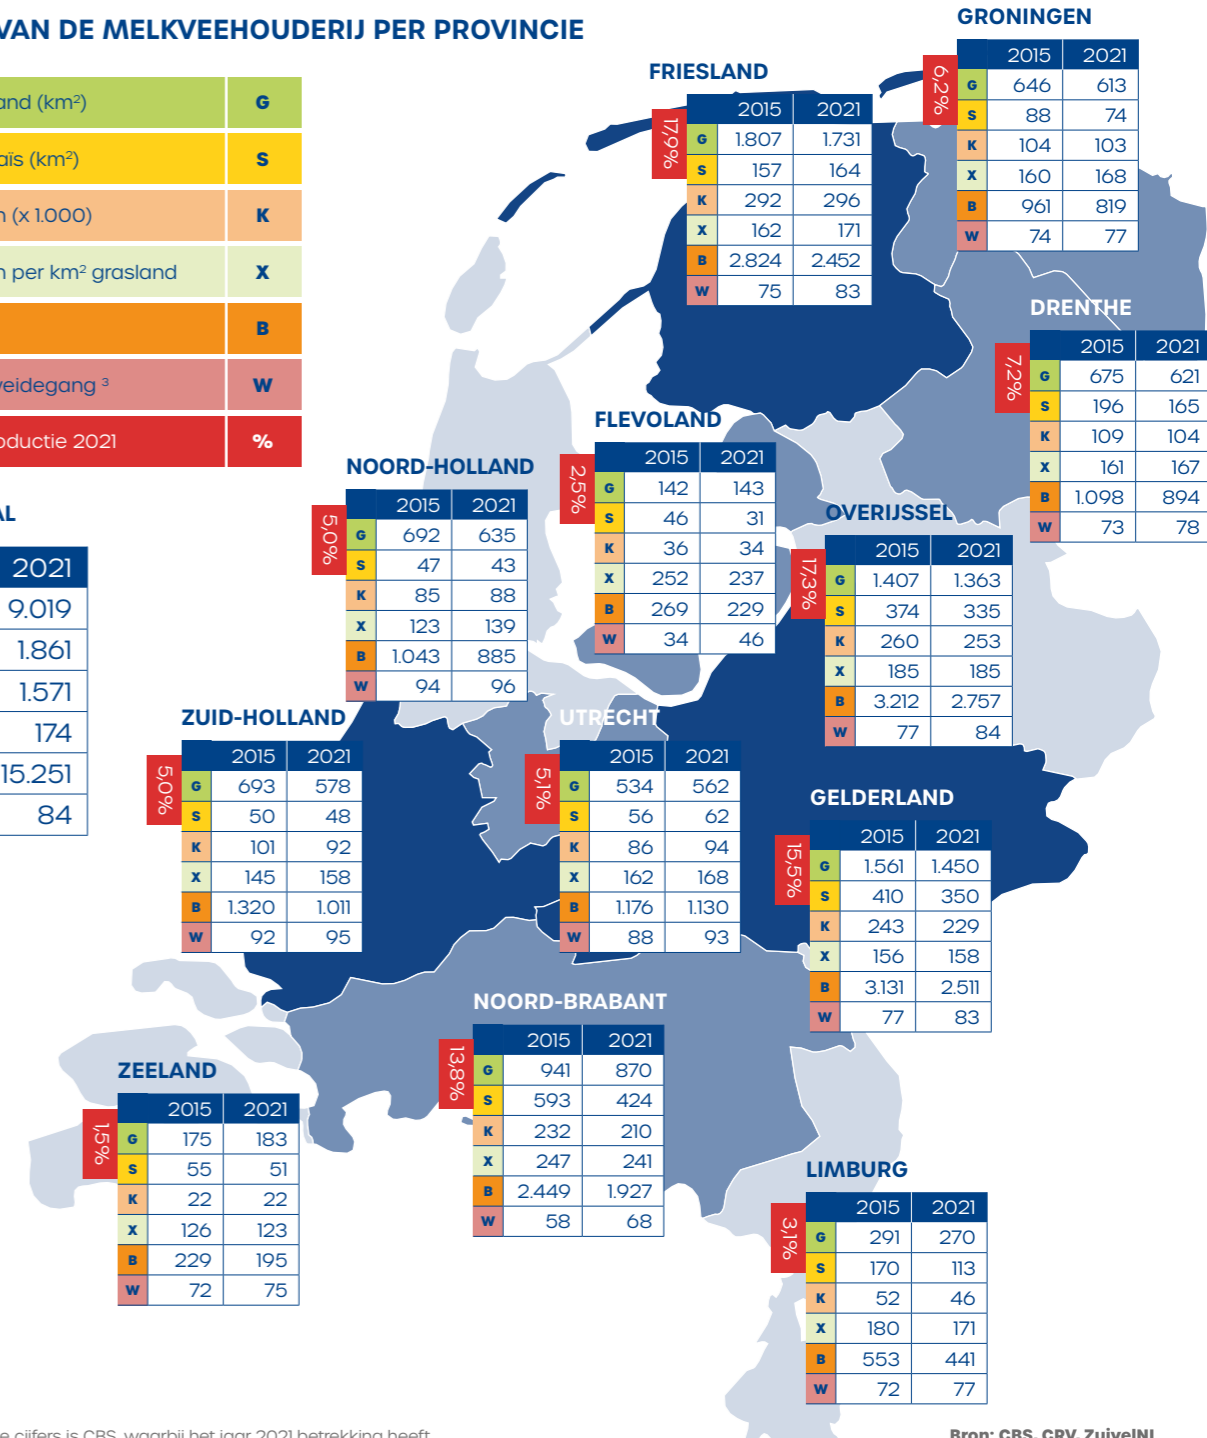 VAN DE MELKVEEHOUDERIJ PER PROVINCIE
and (km²) G
aïs (km²) S
n (x 1.000) K
n per km² grasland X
B
veidegang ³ W
oductie 2021 %
AL
2021
9.019
1.861
1.571
174
15.251
84
GRONINGEN
6,2%
2015 2021
G 646 613
S 88 74
K 104 103
X 160 168
B 961 819
W 74 77
FRIESLAND
17,9%
2015 2021
G 1.807 1.731
S 157 164
K 292 296
X 162 171
B 2.824 2.452
W 75 83
DRENTHE
7,2%
2015 2021
G 675 621
S 196 165
K 109 104
X 161 167
B 1.098 894
W 73 78
FLEVOLAND
2,5%
2015 2021
G 142 143
S 46 31
K 36 34
X 252 237
B 269 229
W 34 46
NOORD-HOLLAND
5,0%
2015 2021
G 692 635
S 47 43
K 85 88
X 123 139
B 1.043 885
W 94 96
OVERIJSSEL
17,3%
2015 2021
G 1.407 1.363
S 374 335
K 260 253
X 185 185
B 3.212 2.757
W 77 84
ZUID-HOLLAND
5,0%
2015 2021
G 693 578
S 50 48
K 101 92
X 145 158
B 1.320 1.011
W 92 95
UTRECHT
5,1%
2015 2021
G 534 562
S 56 62
K 86 94
X 162 168
B 1.176 1.130
W 88 93
GELDERLAND
15,5%
2015 2021
G 1.561 1.450
S 410 350
K 243 229
X 156 158
B 3.131 2.511
W 77 83
NOORD-BRABANT
13,8%
2015 2021
G 941 870
S 593 424
K 232 210
X 247 241
B 2.449 1.927
W 58 68
ZEELAND
1,5%
2015 2021
G 175 183
S 55 51
K 22 22
X 126 123
B 229 195
W 72 75
LIMBURG
3,1%
2015 2021
G 291 270
S 170 113
K 52 46
X 180 171
B 553 441
W 72 77
e cijfers is CBS, waarbij het jaar 2021 betrekking heeft
Bron: CBS, CRV, ZuivelNL